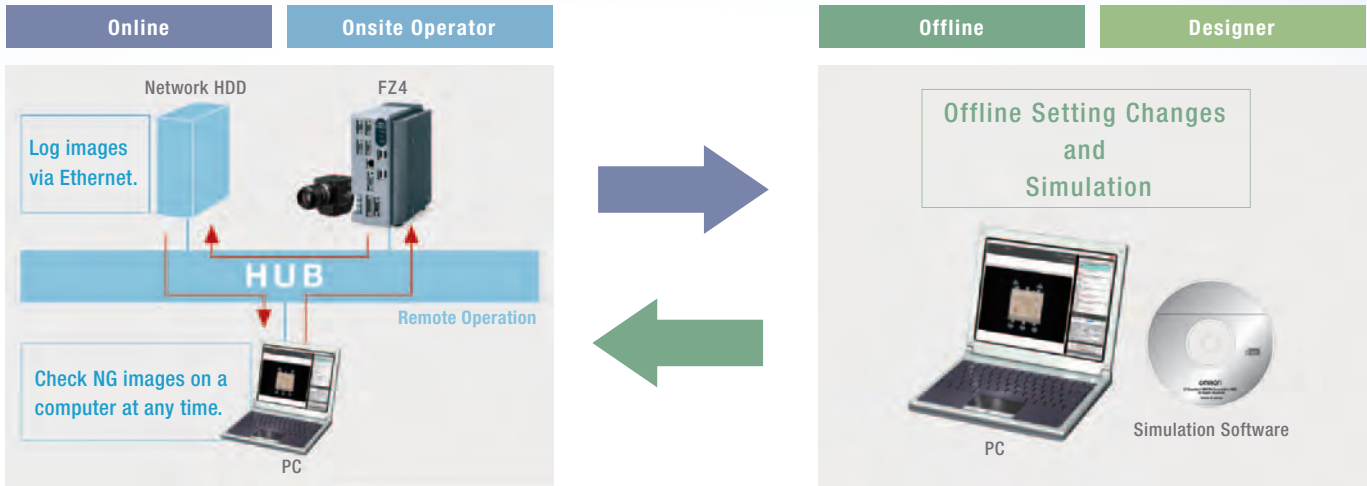 Online
Onsite Operator
Network HDD
FZ4
Log images
via Ethernet.
HUB
Remote Operation
Check NG images on a
computer at any time.
PC
Offline
Designer
Offline Setting Changes
and
Simulation
OMRON
Simulation Software
PC